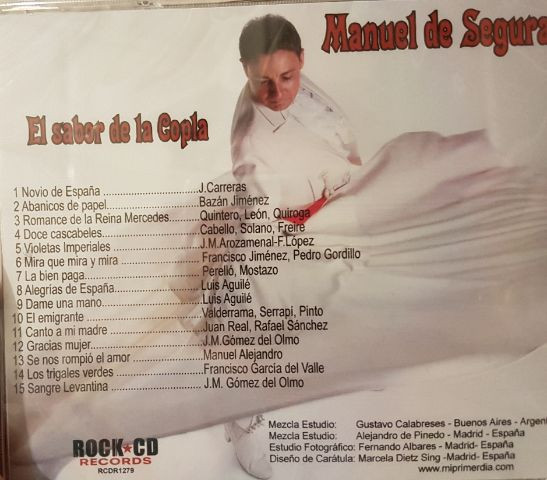 Manuel de Segura
El sabor de la Copla
1 Novio de España ........................J.Carreras
2 Abanicos de papel.......................Bazán Jiménez
3 Romance de la Reina Mercedes........Quintero, León, Quiroga
4 Doce cascabeles.........................Cabello, Solano, Freire
5 Violetas Imperiales ......................J.M.Arozamenal-F.López
6 Mira que mira y mira ....................Francisco Jiménez, Pedro Gordillo
7 La bien paga..............................Perelló, Mostazo
8 Alegrías de España......................Luis Aguilé
9 Dame una mano..........................Luis Aguilé
10 El emigrante .............................Valderrama, Serrapí, Pinto
11 Canto a mi madre .......................Juan Real, Rafael Sánchez
12 Gracias mujer............................J.M.Gómez del Olmo
13 Se nos rompió el amor .................Manuel Alejandro
14 Los trigales verdes ......................Francisco García del Valle
15 Sangre Levantina .......................J.M. Gómez del Olmo
Mezcla Estudio: Gustavo Calabreses - Buenos Aires - Argen
Mezcla Estudio: Alejandro de Pinedo - Madrid - España
Estudio Fotográfico: Fernando Albares - Madrid- España
Diseño de Carátula: Marcela Dietz Sing -Madrid- España
www.miprimerdia.com
ROCK★CD
RECORDS
RCDR1279